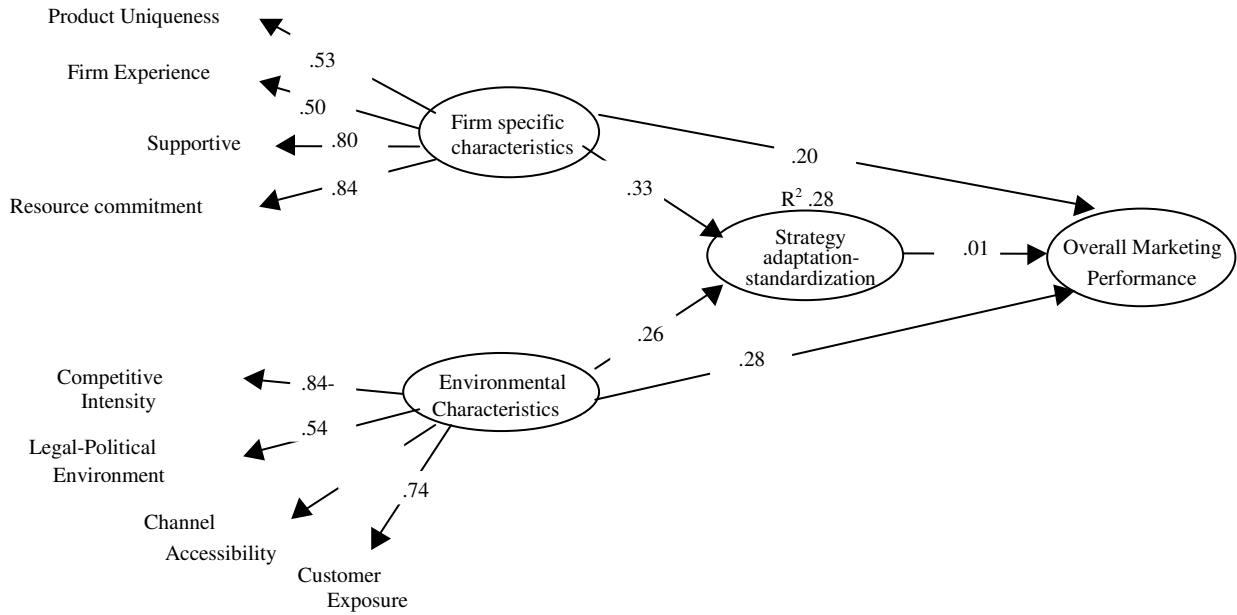 Product Uniqueness
.53
Firm Experience
.50
Supportive
.80
Resource commitment
.84
Firm specific
characteristics
.20
.33
R² .28
Strategy
adaptation-
standardization
.01
Overall Marketing
Performance
.26
.28
Environmental
Characteristics
Competitive
Intensity
.84-
Legal-Political
Environment
.54
Channel
Accessibility
.74
Customer
Exposure